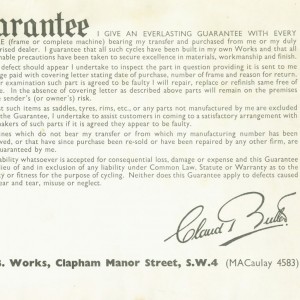 uarantee
I GIVE AN EVERLASTING GUARANTEE WITH EVERY
E (frame or complete machine) bearing my transfer and purchased from my duly
rised dealer. I guarantee that all such cycles have been built in my own Works and that all
able precautions have been taken to secure excellence in materials, workmanship and finish.
defect should appear I undertake to inspect the part in question providing it is sent to me
ge paid with covering letter stating date of purchase, number of frame and reason for return.
r examination such part is agreed to be faulty I will repair, replace or refinish same free of
e. In the absence of covering letter as described above parts will remain on the premises
e sender's (or owner's) risk.
t such items as saddles, tyres, rims, etc., or any parts not manufactured by me are excluded
the Guarantee, I undertake to assist customers in coming to a satisfactory arrangement with
akers of such parts if it is agreed they appear to be faulty.
nes which do not bear my transfer or from which my manufacturing number has been
oved, or that have since purchase been re-sold or have been repaired by any other firm, are
uaranteed by me.
ability whatsoever is accepted for consequential loss, damage or expense and this Guarantee
lieu of and in exclusion of any liability under Common Law, Statute or Warranty as to the
ty or fitness for the purpose of cycling. Neither does this Guarantee apply to defects caused
ear and tear, misuse or neglect.
Claud Butler
B. Works, Clapham Manor Street, S.W.4 (MACaulay 4583)